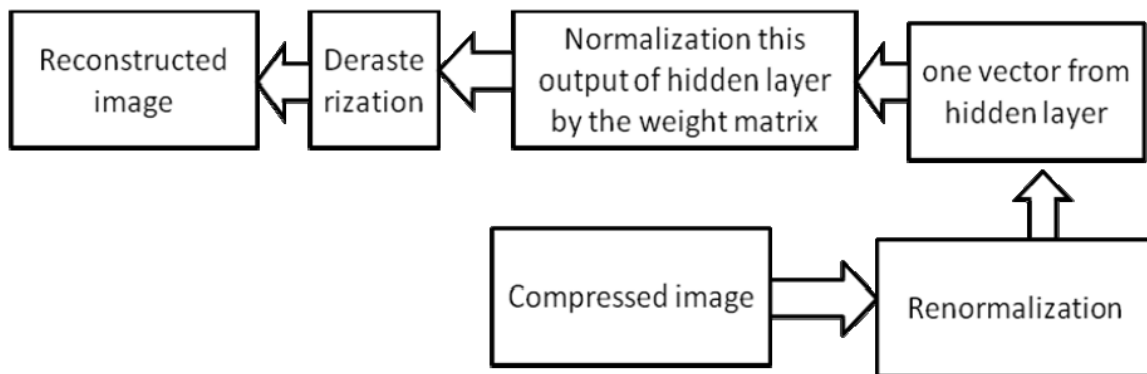 Reconstructed
image
Deraste
rization
Normalization this
output of hidden layer
by the weight matrix
one vector from
hidden layer
Compressed image
Renormalization